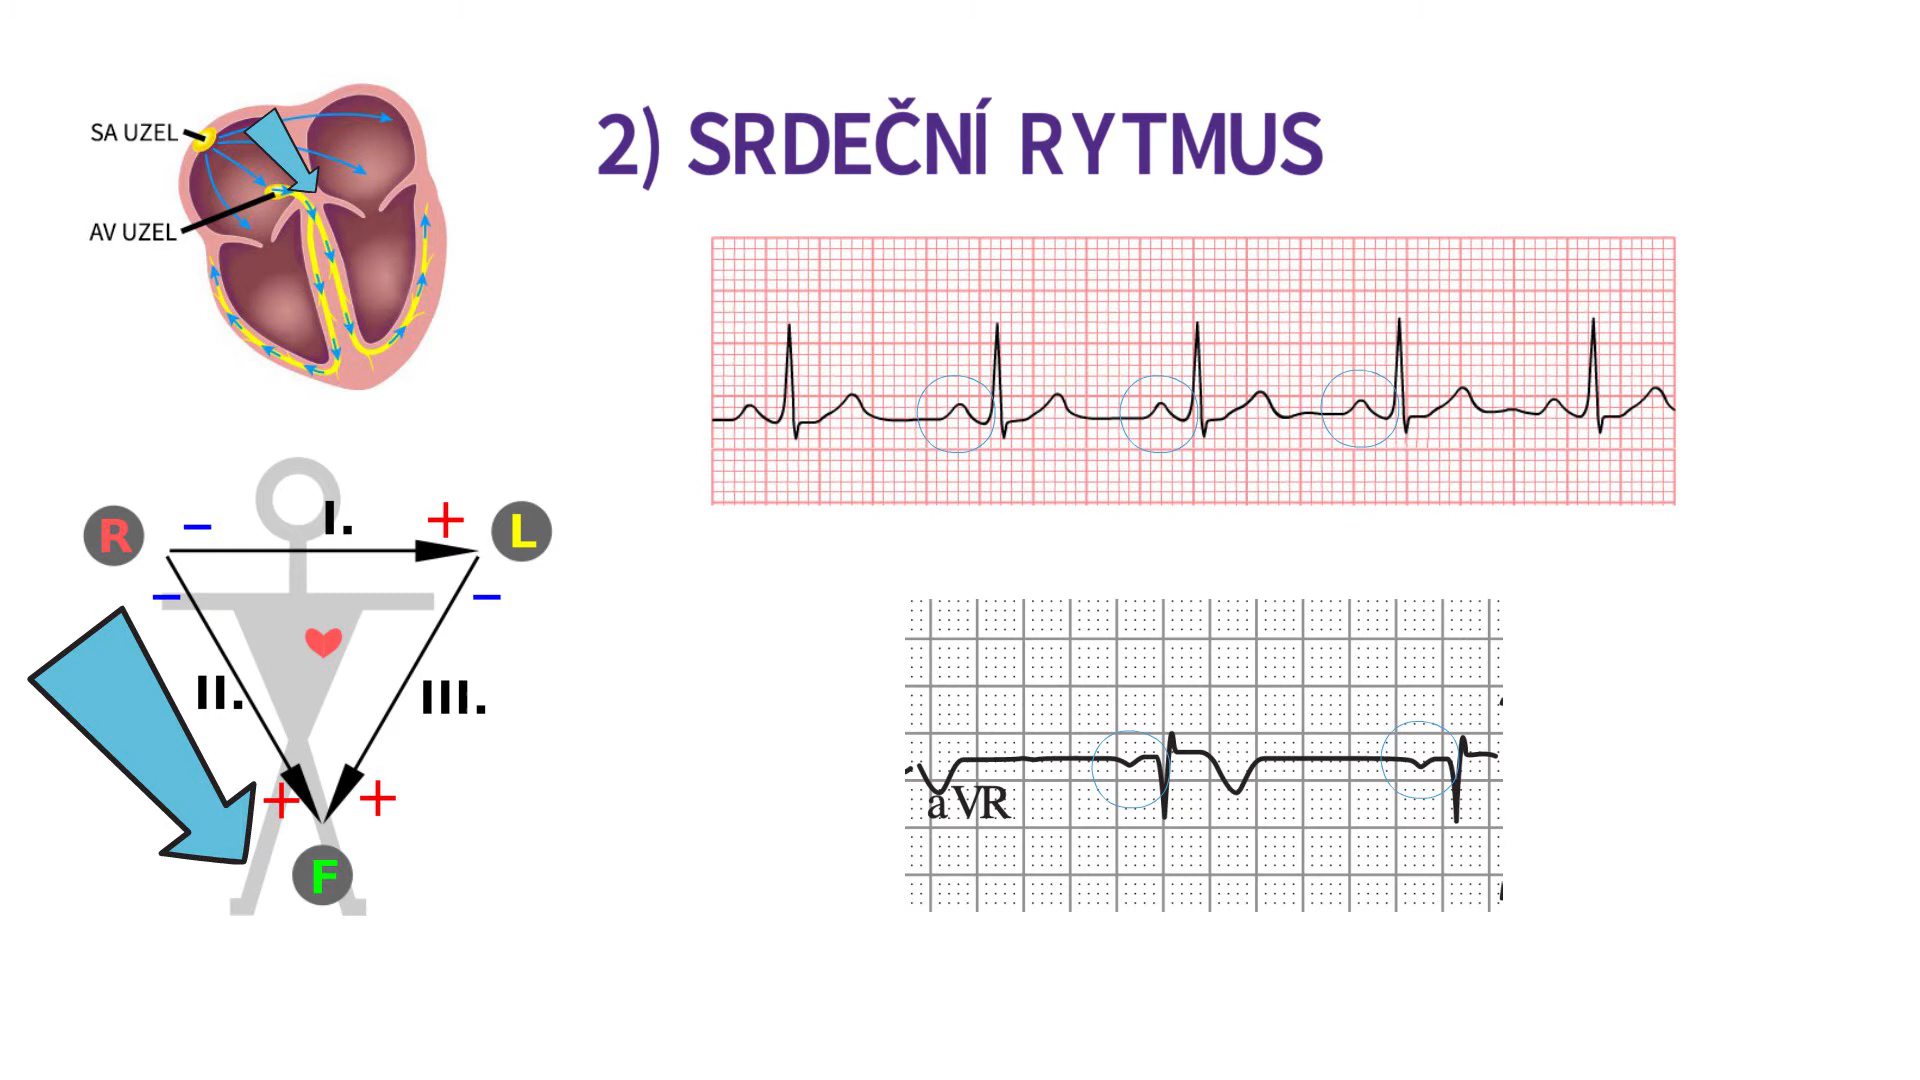 2) SRDEČNÍ RYTMUS
SA UZEL
AV UZEL
R − I. + L
− −
II. III.
+ +
F
aVR